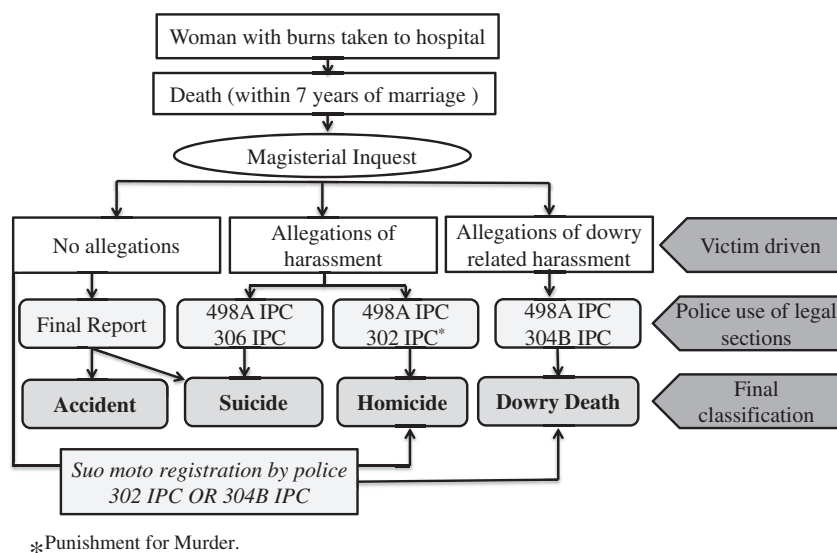 Woman with burns taken to hospital
Death (within 7 years of marriage )
Magisterial Inquest
No allegations
Allegations of
harassment
Allegations of dowry
related harassment
Victim driven
Final Report
498A IPC
306 IPC
498A IPC
302 IPC*
498A IPC
304B IPC
Police use of legal
sections
Accident
Suicide
Homicide
Dowry Death
Final
classification
Suo moto registration by police
302 IPC OR 304B IPC
*Punishment for Murder.